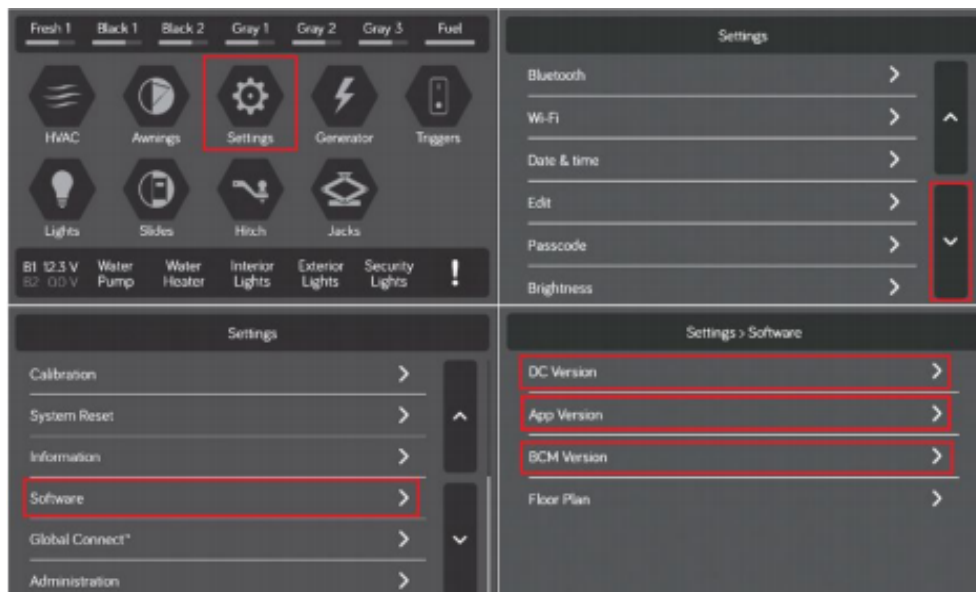 Fresh 1 Black 1 Black 2 Gray 1 Gray 2 Gray 3 Fuel
HVAC Awnings Settings Generator Triggers
Lights Slides Hitch Jacks
B1 12.3 V Water Water Interior Exterior Security
B2 0.0 V Pump Heater Lights Lights Lights !
Settings
Bluetooth
Wi-Fi
Date & time
Edit
Passcode
Brightness
Settings
Calibration
System Reset
Information
Software
Global Connect™
Administration
Settings > Software
DC Version
App Version
BCM Version
Floor Plan